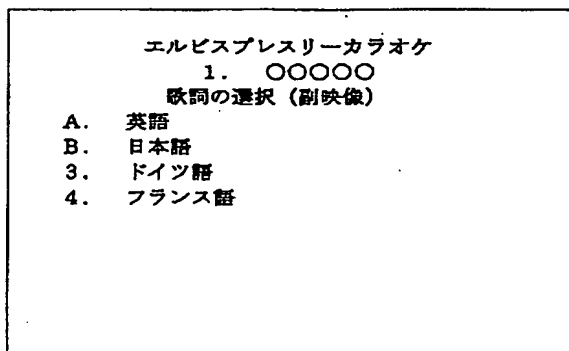 エルビスプレスリーカラオケ
1. ○○○○○
歌詞の選択(副映像)
A. 英語
B. 日本語
3. ドイツ語
4. フランス語